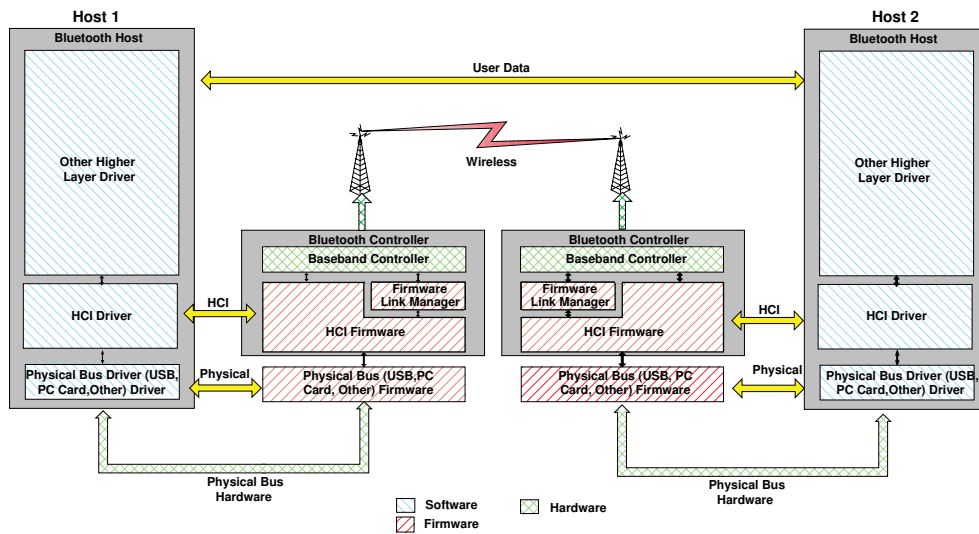 Host 1
Host 2
Bluetooth Host
Bluetooth Host
User Data
Wireless
Other Higher
Layer Driver
Other Higher
Layer Driver
Bluetooth Controller
Baseband Controller
Bluetooth Controller
Baseband Controller
Firmware
Link Manager
Firmware
Link Manager
HCI Driver
HCI
HCI Firmware
HCI Firmware
HCI
HCI Driver
Physical Bus Driver (USB,
PC Card,Other) Driver
Physical
Physical Bus (USB,PC
Card, Other) Firmware
Physical Bus (USB, PC
Card, Other) Firmware
Physical
Physical Bus Driver (USB,
PC Card,Other) Driver
Physical Bus
Hardware
Physical Bus
Hardware
Software
Hardware
Firmware